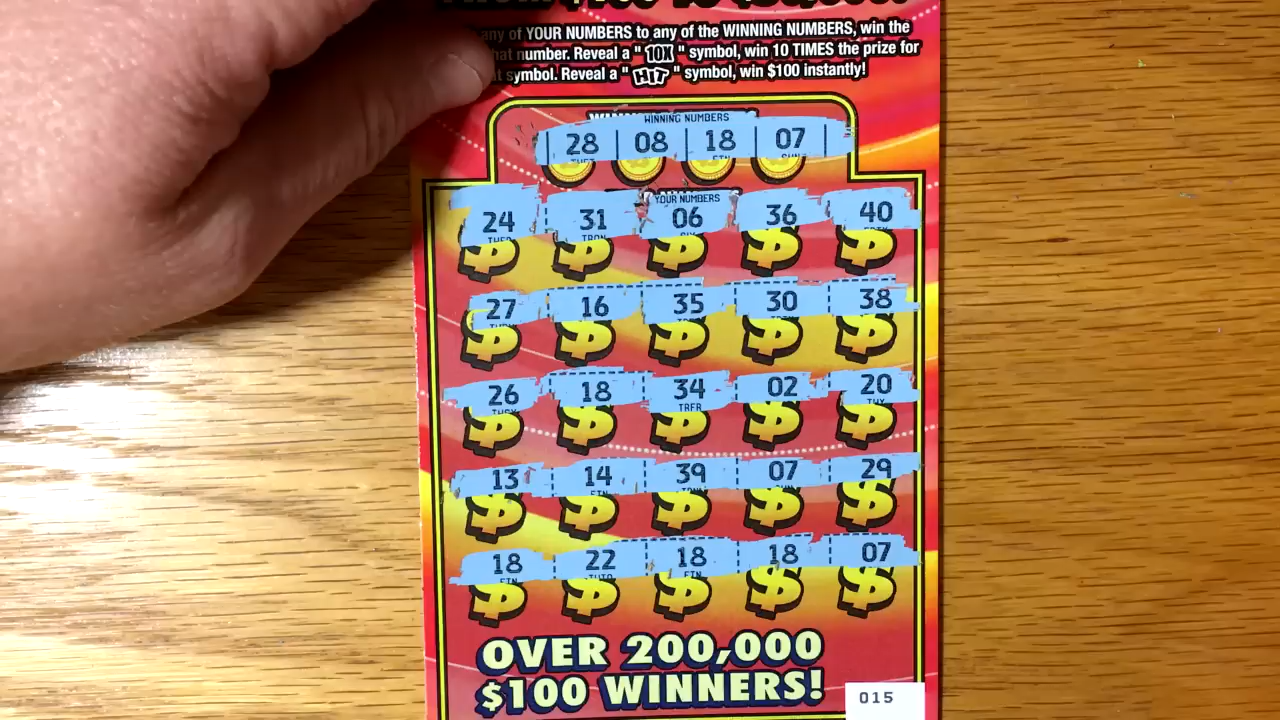 any of YOUR NUMBERS to any of the WINNING NUMBERS, win the
that number. Reveal a " 10X " symbol, win 10 TIMES the prize for
symbol. Reveal a " HIT " symbol, win $100 instantly!
WINNING NUMBERS
28 08 18 07
YOUR NUMBERS
24 31 06 36 40
27 16 35 30 38
26 18 34 02 20
TRFR
13 14 39 07 29
18 22 18 18 07
OVER 200,000
$100 WINNERS!
015